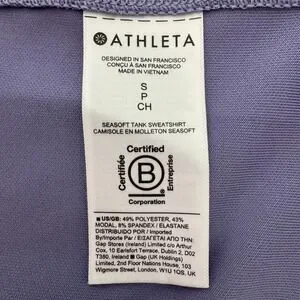 ATHLETA
DESIGNED IN SAN FRANCISCO
CONÇU À SAN FRANCISCO
MADE IN VIETNAM
S
P
CH
SEASOFT TANK SWEATSHIRT
CAMISOLE EN MOLLETON SEASOFT
Certified
Certifiée
B
Entreprise
Corporation
■ US/GB: 49% POLYESTER, 43%
MODAL, 8% SPANDEX / ELASTANE
DISTRIBUIDO POR / Imported
By/Importe Par / ΕΙΣΑΓΕΤΑΙ ΑΠΟ ΤΗΝ :
Gap Stores (Ireland) Limited c/o Arthur
Cox, 10 Earlsfort Terrace, Dublin 2, D02
T380, Ireland ■ Gap (UK Holdings)
Limited, 2nd Floor Nations House, 103
Wigmore Street, London, W1U 1QS, UK